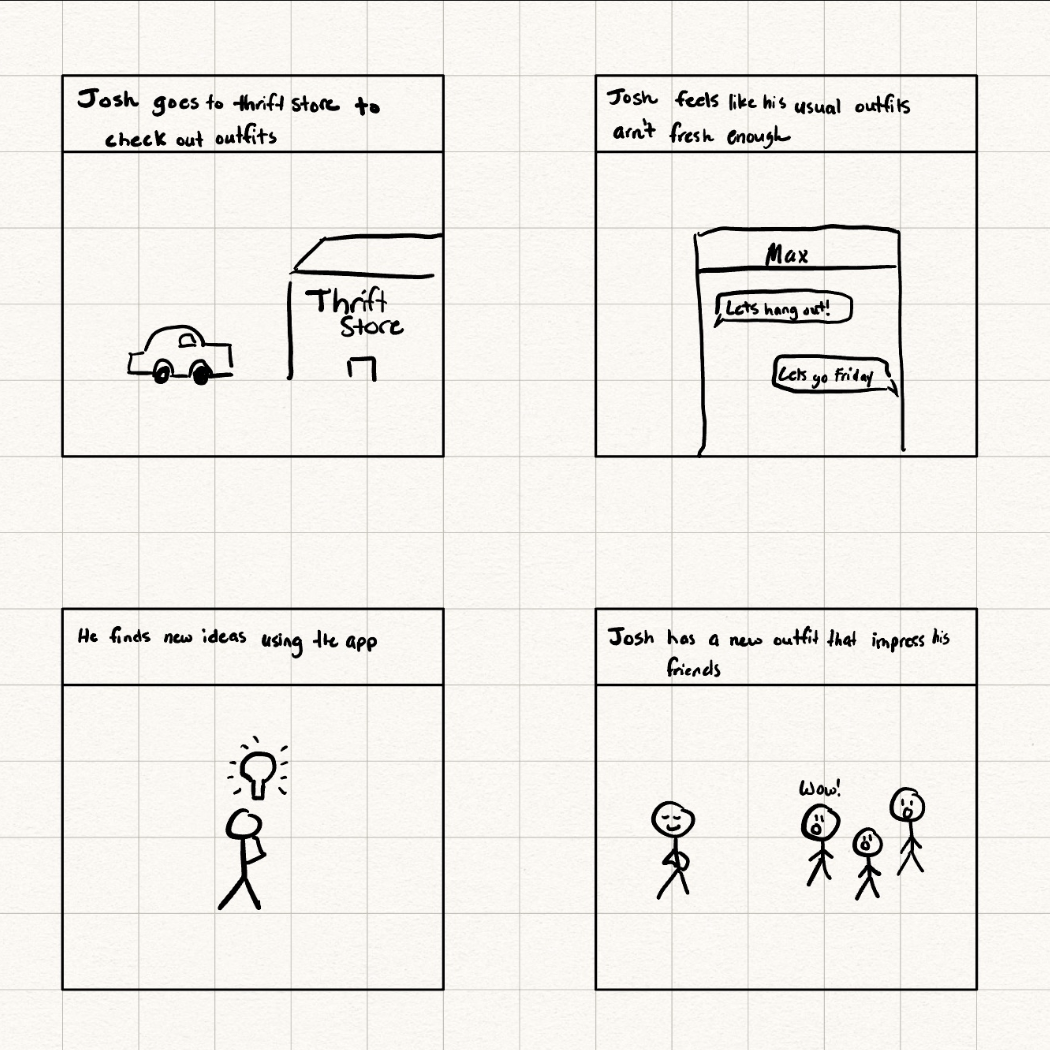 Josh goes to thrift store to
check out outfits
Thrift
Store
Josh feels like his usual outfits
arn't fresh enough
Max
Lets hang out!
Lets go Friday
He finds new ideas using the app
Josh has a new outfit that impress his
friends
Wow!